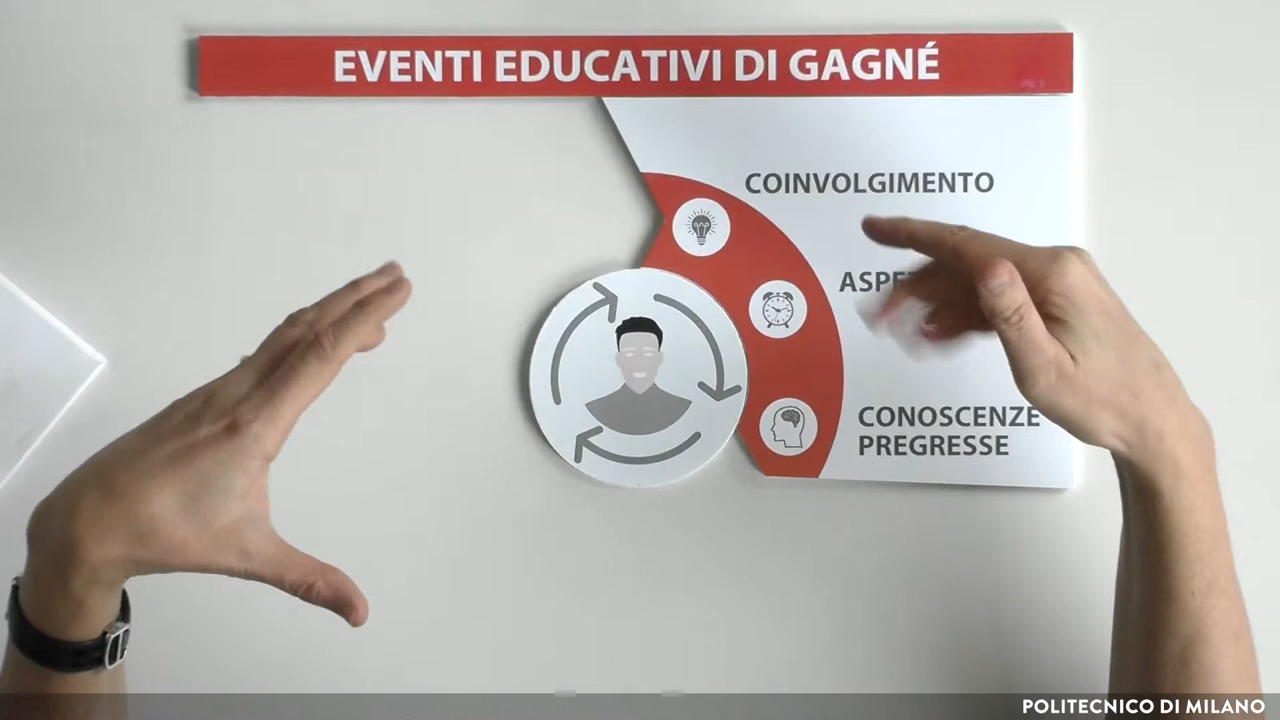 EVENTI EDUCATIVI DI GAGNÉ
COINVOLGIMENTO
CONOSCENZE
PREGRESSE
POLITECNICO DI MILANO